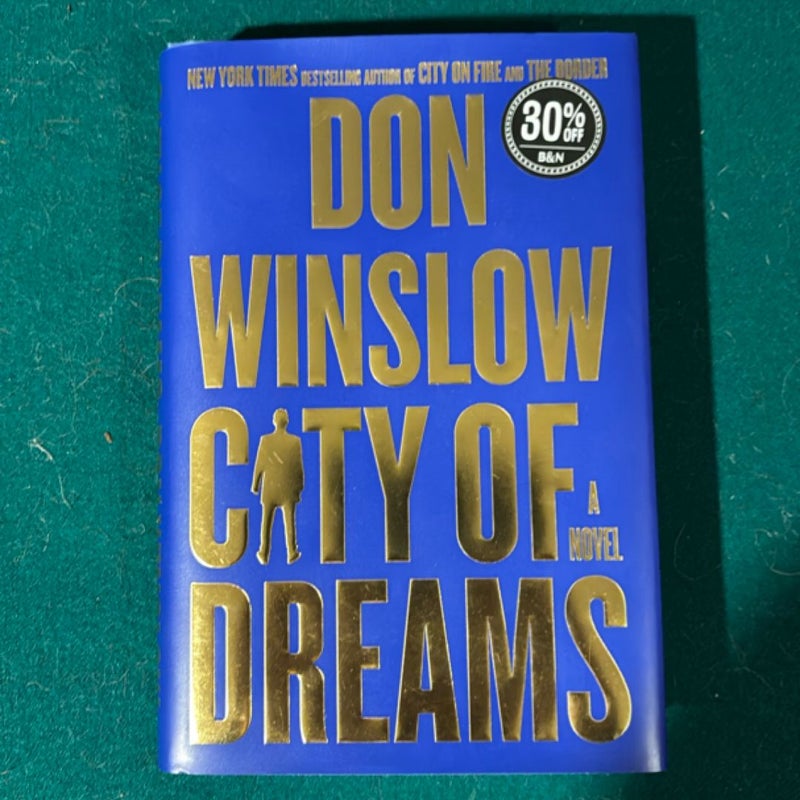 NEW YORK TIMES BESTSELLING AUTHOR OF CITY ON FIRE AND THE BORDER
DON
30% OFF
B&N
WINSLOW
CITY OF
A
NOVEL
DREAMS